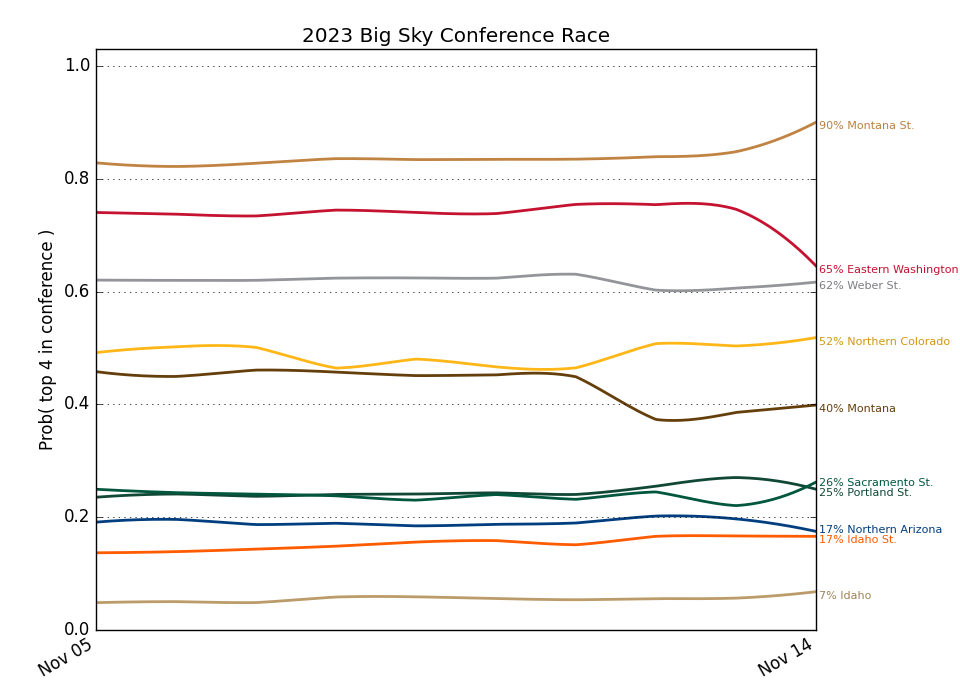 2023 Big Sky Conference Race
Prob( top 4 in conference )
1.0
0.8
0.6
0.4
0.2
0.0
Nov 05
Nov 14
90% Montana St.
65% Eastern Washington
62% Weber St.
52% Northern Colorado
40% Montana
26% Sacramento St.
25% Portland St.
17% Northern Arizona
17% Idaho St.
7% Idaho